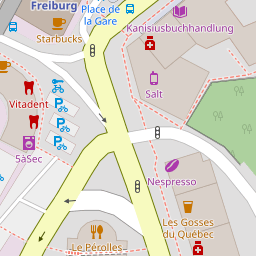 Freiburg
Place de
la Gare
Starbucks
Kanisiusbuchhandlung
Salt
Vitadent
P
P
P
P
5àSec
Nespresso
Les Gosses
du Québec
Le Pérolles